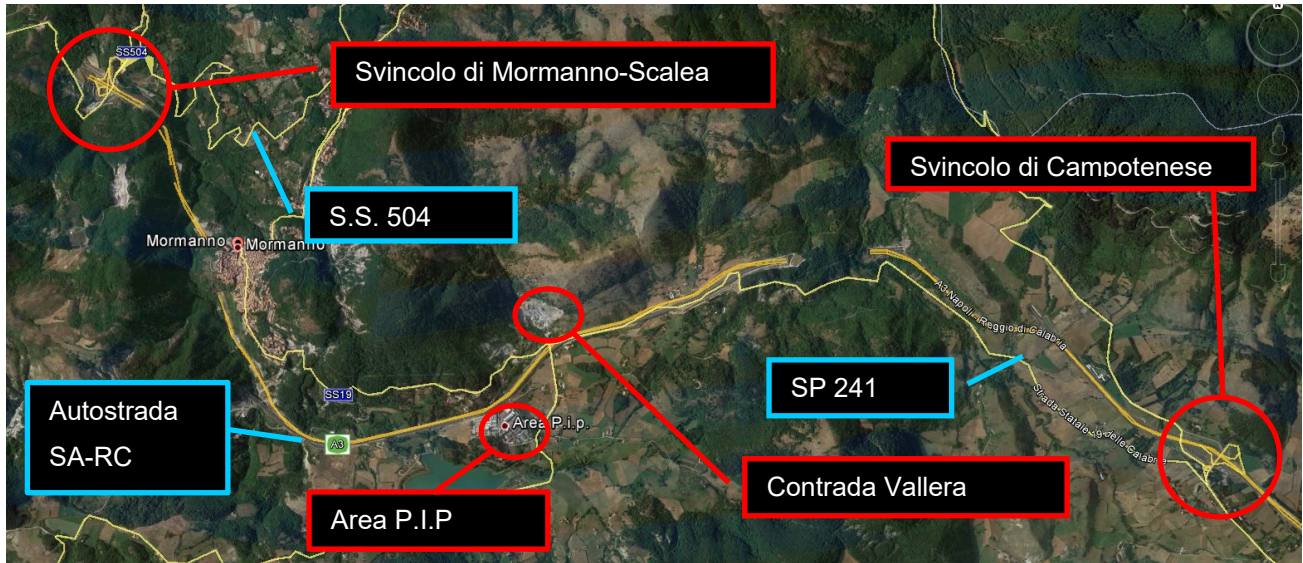 SS504
Svincolo di Mormanno-Scalea
Svincolo di Campotenese
S.S. 504
Mormanno
Mormanno
A3 Napoli - Reggio di Calabria
SP 241
SS19
Autostrada
SA-RC
Area P.i.p.
A3
Strada Statale 19 delle Calabrie
Contrada Vallera
Area P.I.P